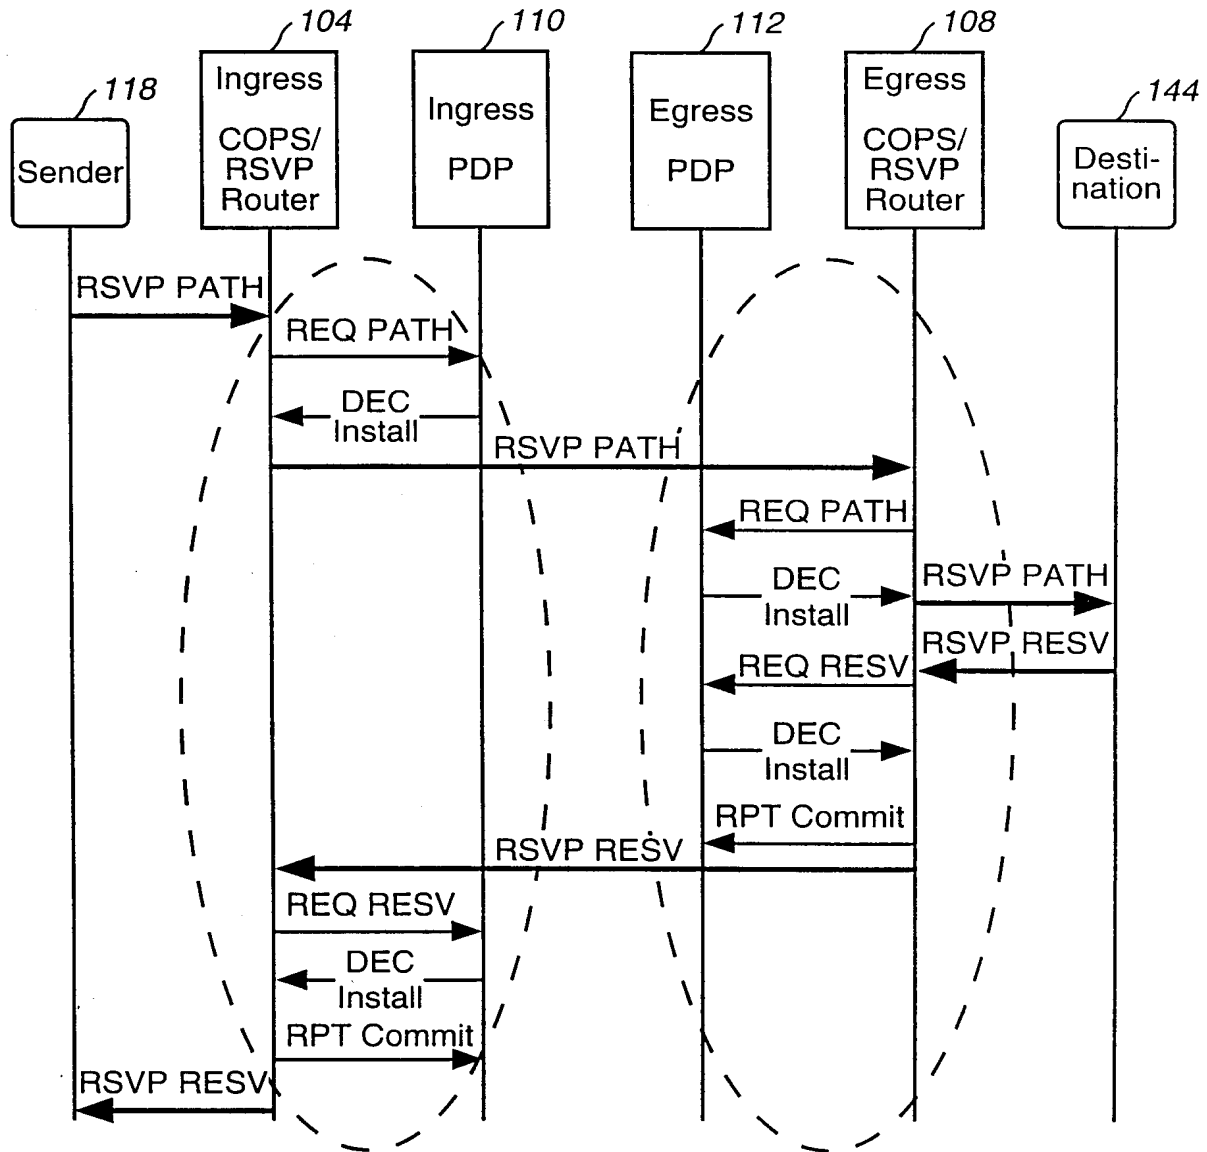 104
110
112
108
118
144
Sender
Ingress
COPS/
RSVP
Router
Ingress
PDP
Egress
PDP
Egress
COPS/
RSVP
Router
Desti-
nation
RSVP PATH
REQ PATH
DEC
Install
RSVP PATH
REQ PATH
DEC
Install
RSVP PATH
RSVP RESV
REQ RESV
DEC
Install
RPT Commit
RSVP RESV
REQ RESV
DEC
Install
RPT Commit
RSVP RESV